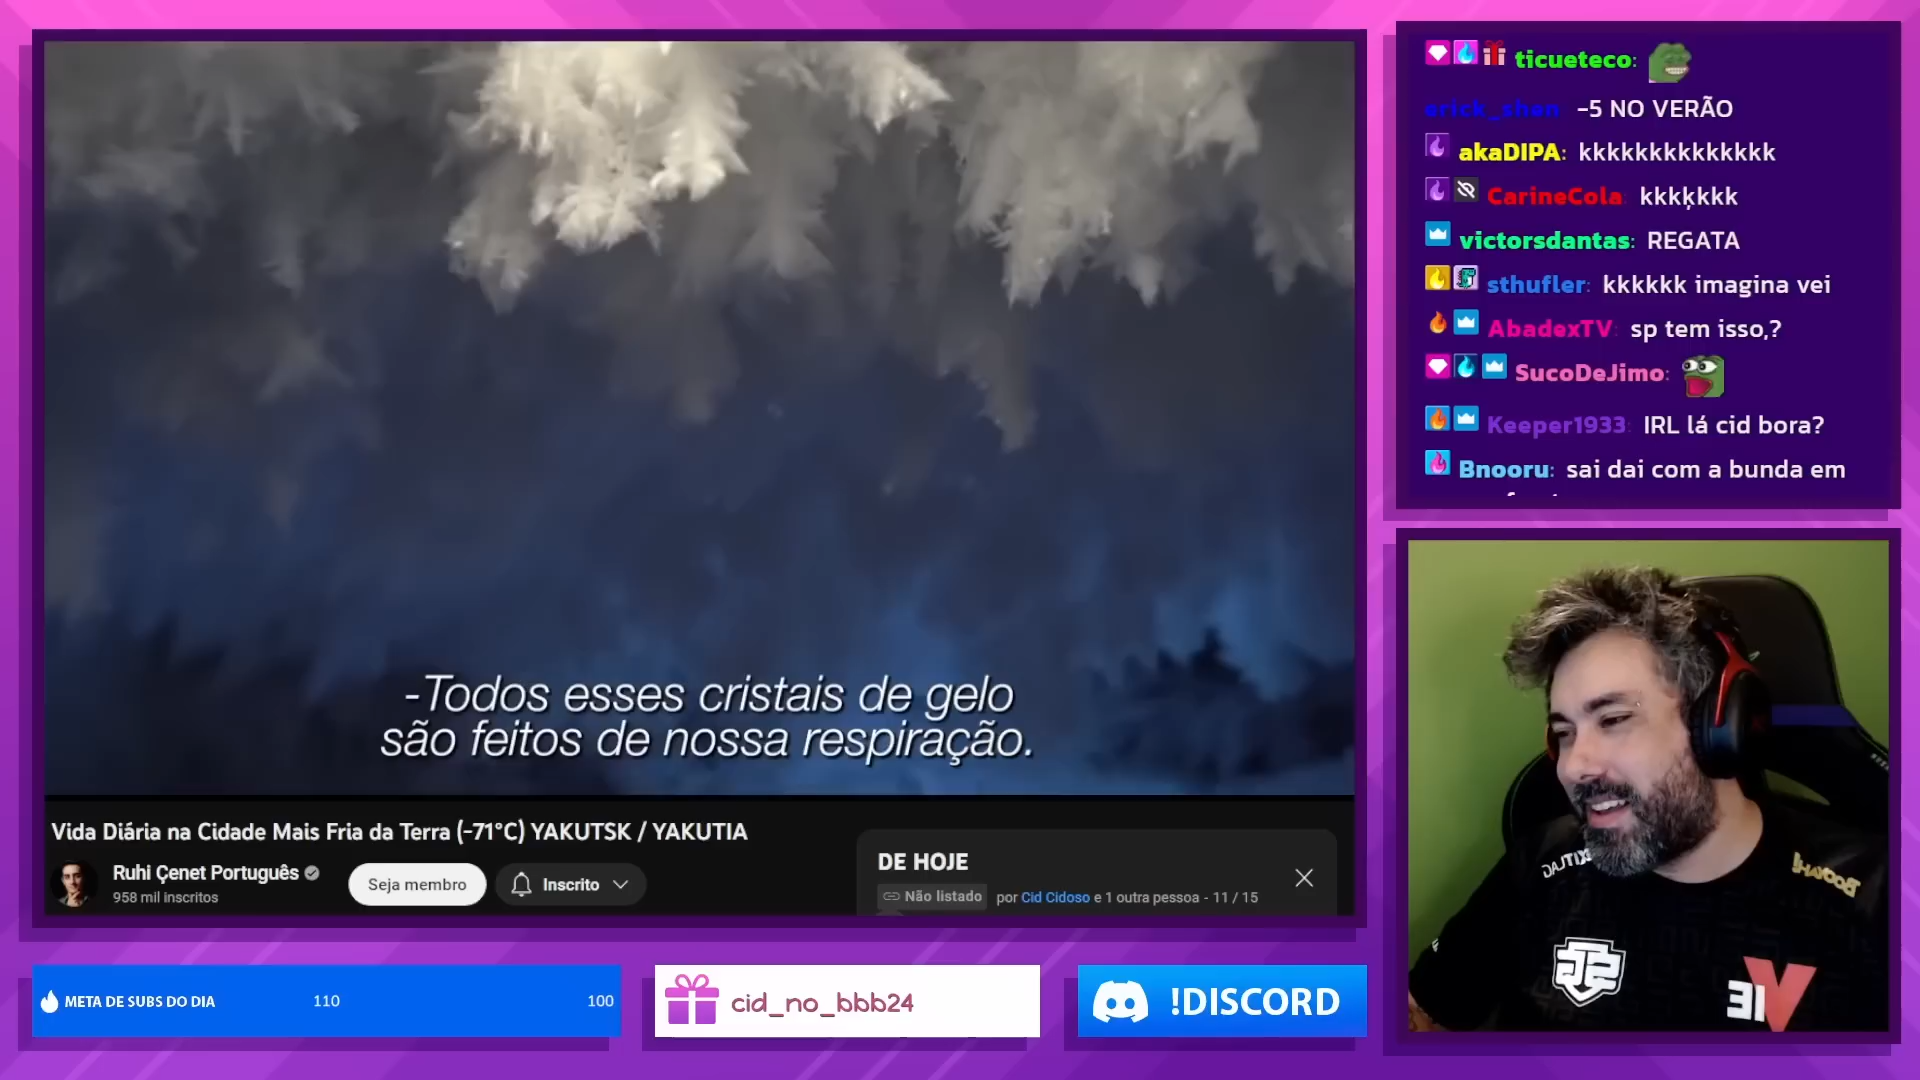 -Todos esses cristais de gelo
são feitos de nossa respiração.
Vida Diária na Cidade Mais Fria da Terra (-71°C) YAKUTSK / YAKUTIA
Ruhi Çenet Português
958 mil inscritos
Seja membro
Inscrito
DE HOJE
Não listado
por Cid Cidoso e 1 outra pessoa - 11 / 15
ticueteco:
erick_shan -5 NO VERÃO
akaDIPA: kkkkkkkkkkkkkk
CarineCola: kkkķkkk
victorsdantas: REGATA
sthufler: kkkkkk imagina vei
AbadexTV: sp tem isso,?
SucoDeJimo:
Keeper1933: IRL lá cid bora?
Bnooru: sai dai com a bunda em
META DE SUBS DO DIA 110 100
cid_no_bbb24
!DISCORD